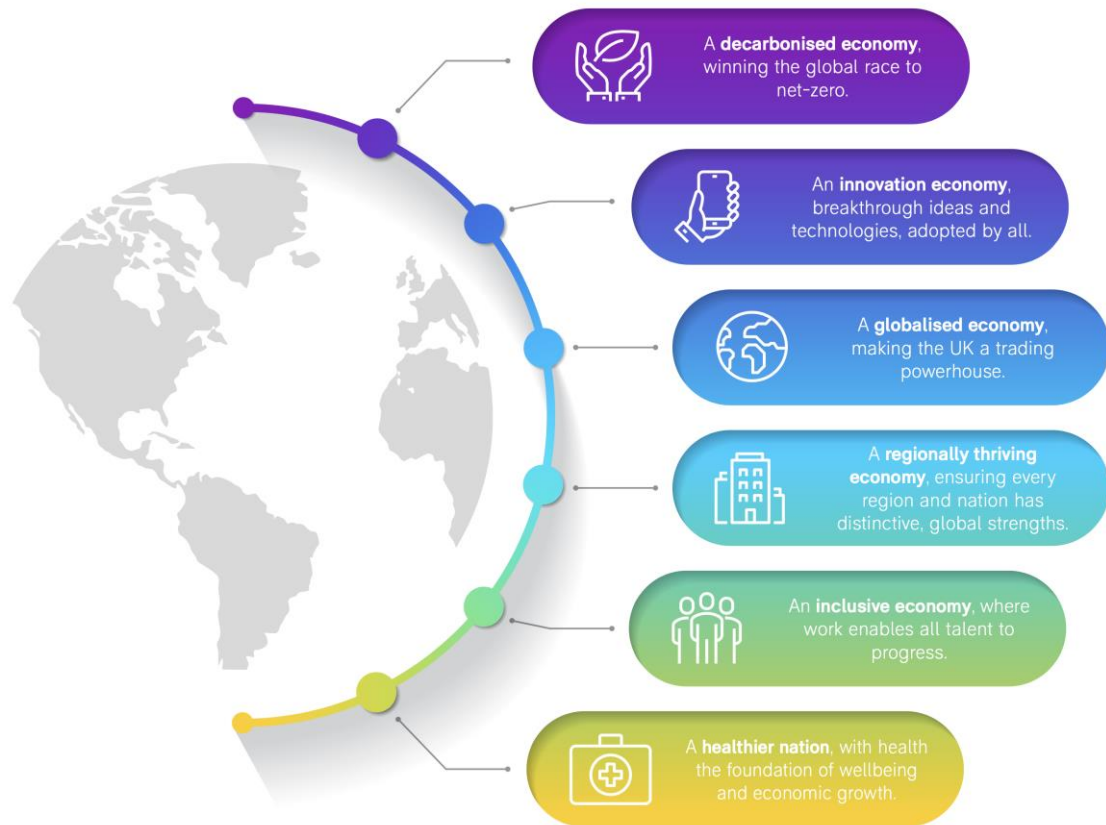 A decarbonised economy,
winning the global race to
net-zero.
An innovation economy,
breakthrough ideas and
technologies, adopted by all.
A globalised economy,
making the UK a trading
powerhouse.
A regionally thriving
economy, ensuring every
region and nation has
distinctive, global strengths.
An inclusive economy, where
work enables all talent to
progress.
A healthier nation, with health
the foundation of wellbeing
and economic growth.